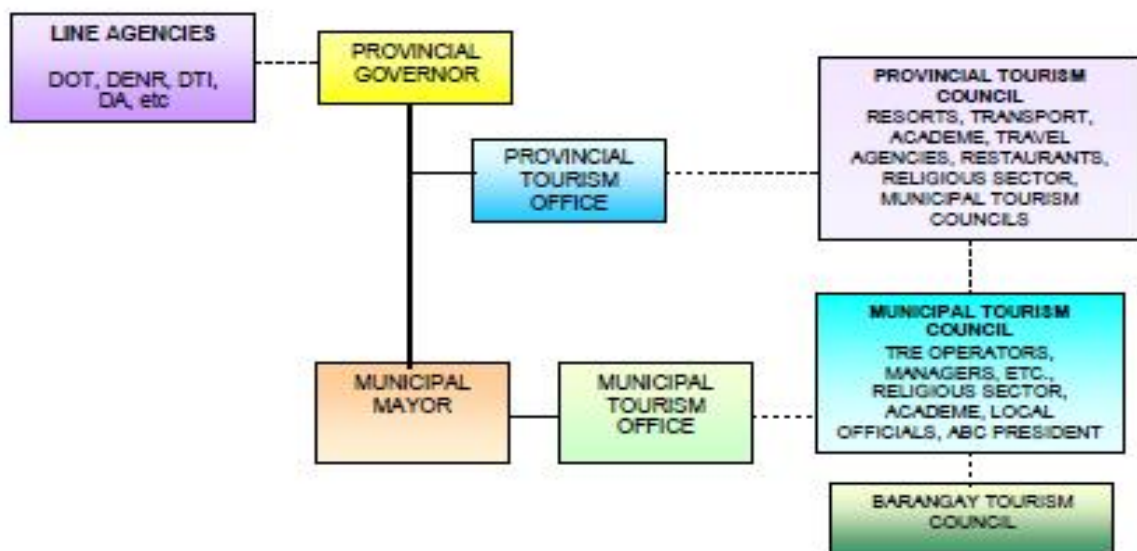 LINE AGENCIES
DOT, DENR, DTI,
DA, etc
PROVINCIAL
GOVERNOR
PROVINCIAL TOURISM
COUNCIL
RESORTS, TRANSPORT,
ACADEME, TRAVEL
AGENCIES, RESTAURANTS,
RELIGIOUS SECTOR,
MUNICIPAL TOURISM
COUNCILS
PROVINCIAL
TOURISM
OFFICE
MUNICIPAL
MAYOR
MUNICIPAL
TOURISM
OFFICE
MUNICIPAL TOURISM
COUNCIL
TRE OPERATORS,
MANAGERS, ETC.,
RELIGIOUS SECTOR,
ACADEME, LOCAL
OFFICIALS, ABC PRESIDENT
BARANGAY TOURISM
COUNCIL